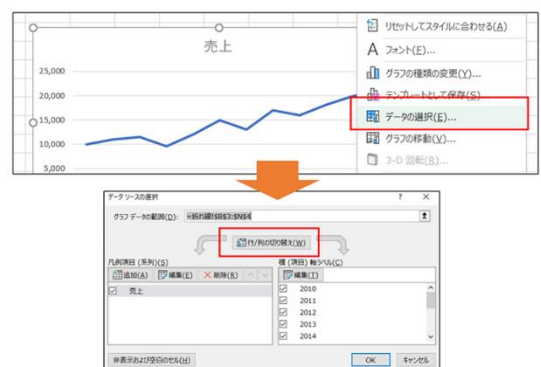 売上
25,000
20,000
15,000
10,000
5,000
リセットしてスタイルに合わせる(A)
フォント(F)...
グラフの種類の変更(Y)...
テンプレートとして保存(S)
データの選択(E)...
グラフの移動(V)...
3-D 回転(R)...
データ ソースの選択
? ×
グラフ データの範囲(D): =折れ線!$B$3:$N$4
行/列の切り替え(W)
凡例項目 (系列)(S)
追加(A) 編集(E) × 削除(R)
売上
横 (項目) 軸ラベル(C)
編集(T)
2010
2011
2012
2013
2014
非表示および空白のセル(H)
OK キャンセル